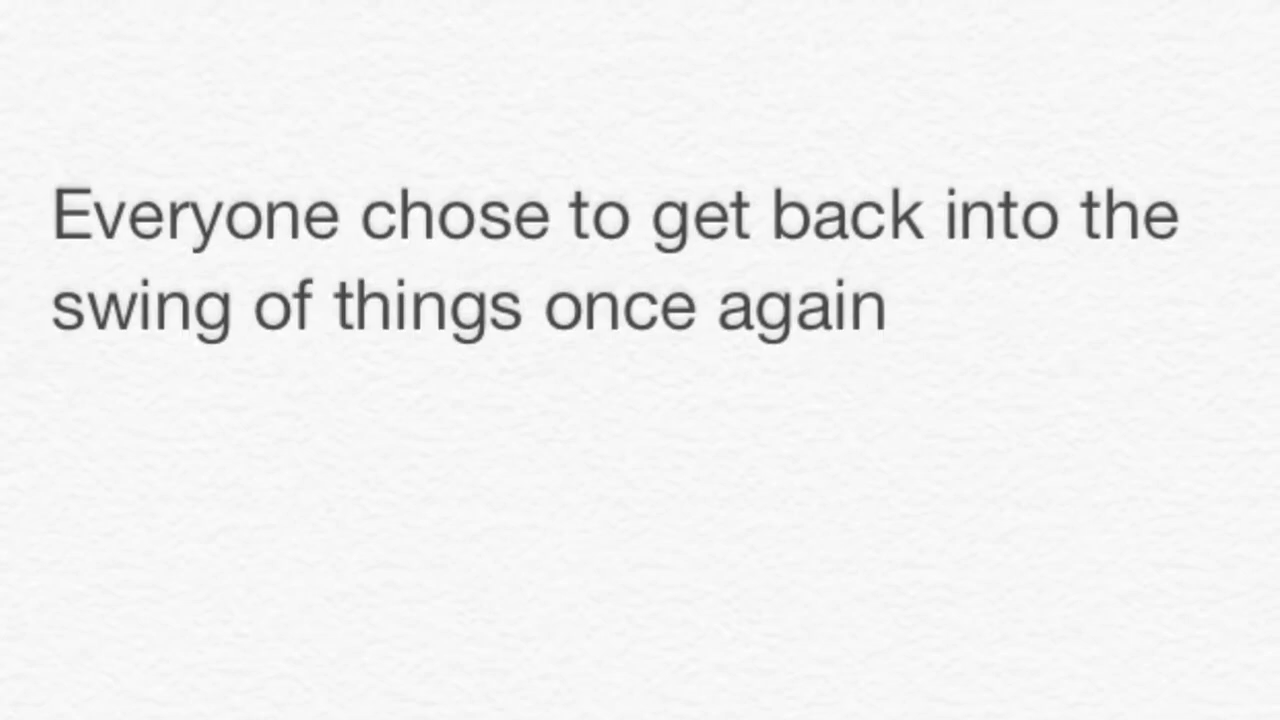 Everyone chose to get back into the
swing of things once again